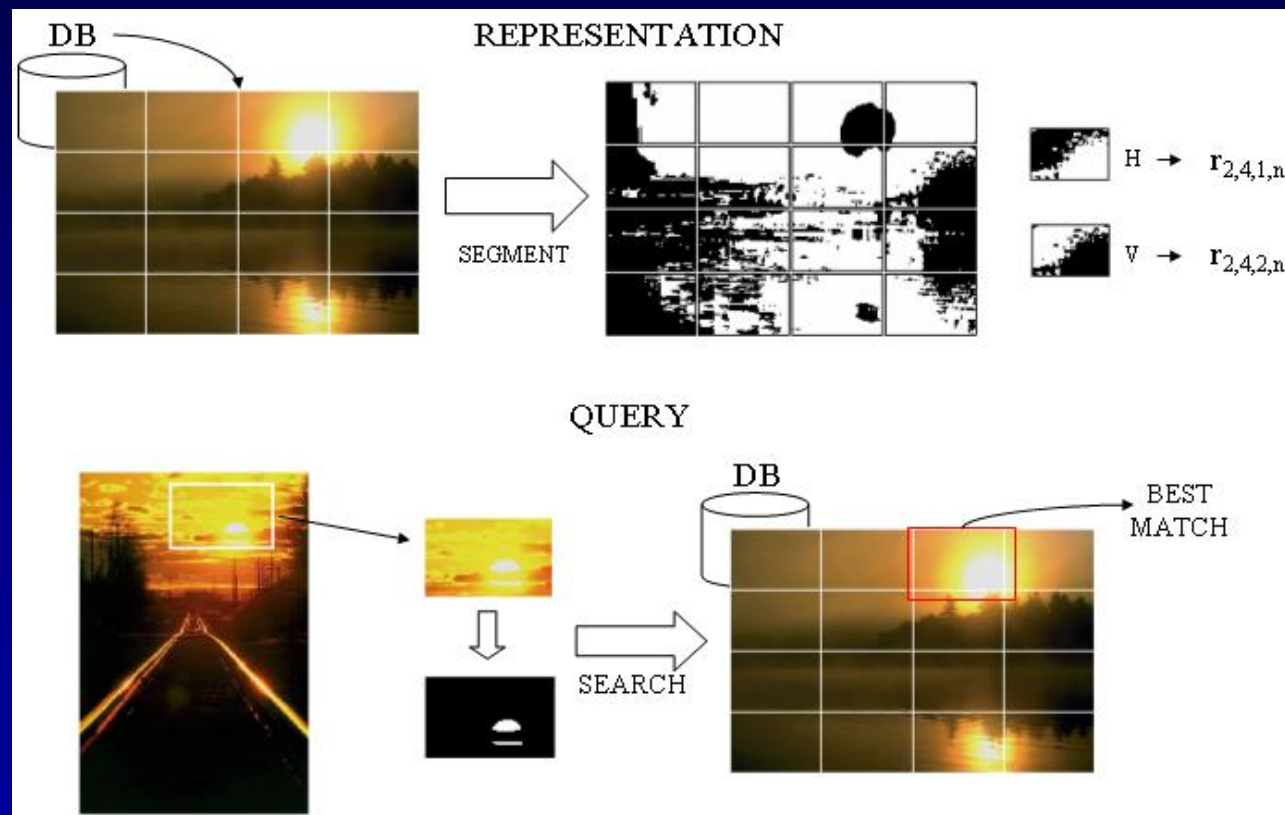 DB
REPRESENTATION
SEGMENT
H → r2,4,1,n
V → r2,4,2,n
QUERY
DB
BEST
MATCH
SEARCH